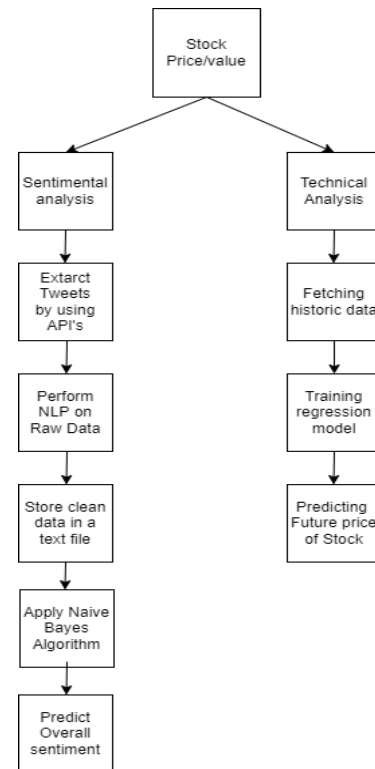 Stock
Price/value
Sentimental
analysis
Extarct
Tweets
by using
API's
Perform
NLP on
Raw Data
Store clean
data in a
text file
Apply Naive
Bayes
Algorithm
Predict
Overall
sentiment
Technical
Analysis
Fetching
historic data
Training
regression
model
Predicting
Future price
of Stock